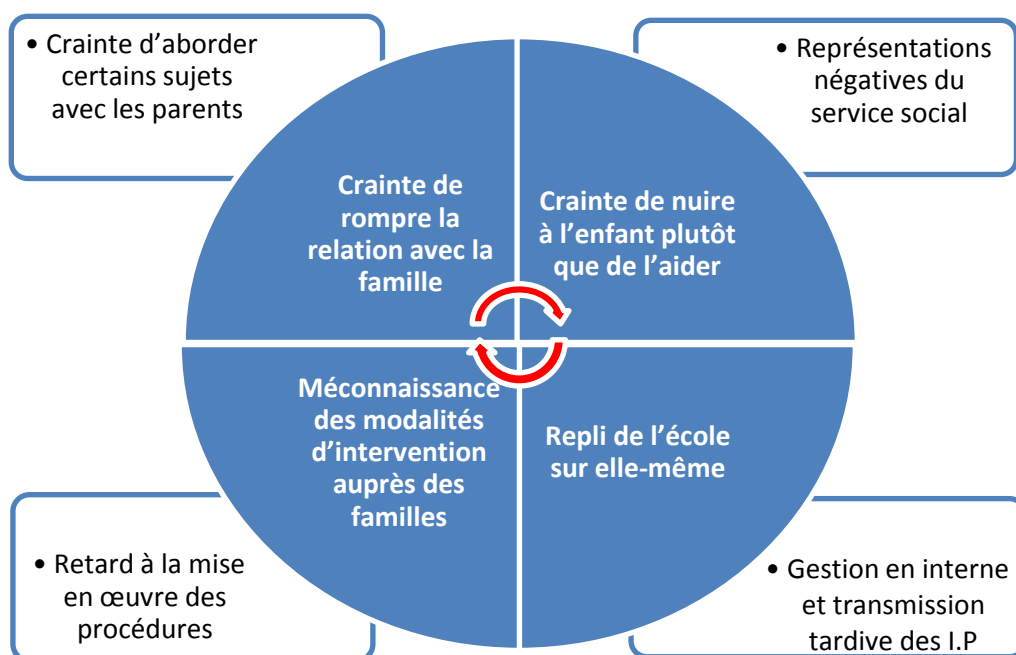 • Crainte d’aborder
certains sujets
avec les parents
• Représentations
négatives du
service social
Crainte de
rompre la
relation avec la
famille
Crainte de nuire
à l’enfant plutôt
que de l’aider
Méconnaissance
des modalités
d’intervention
auprès des
familles
Repli de l’école
sur elle-même
• Retard à la mise
en œuvre des
procédures
• Gestion en interne
et transmission
tardive des I.P